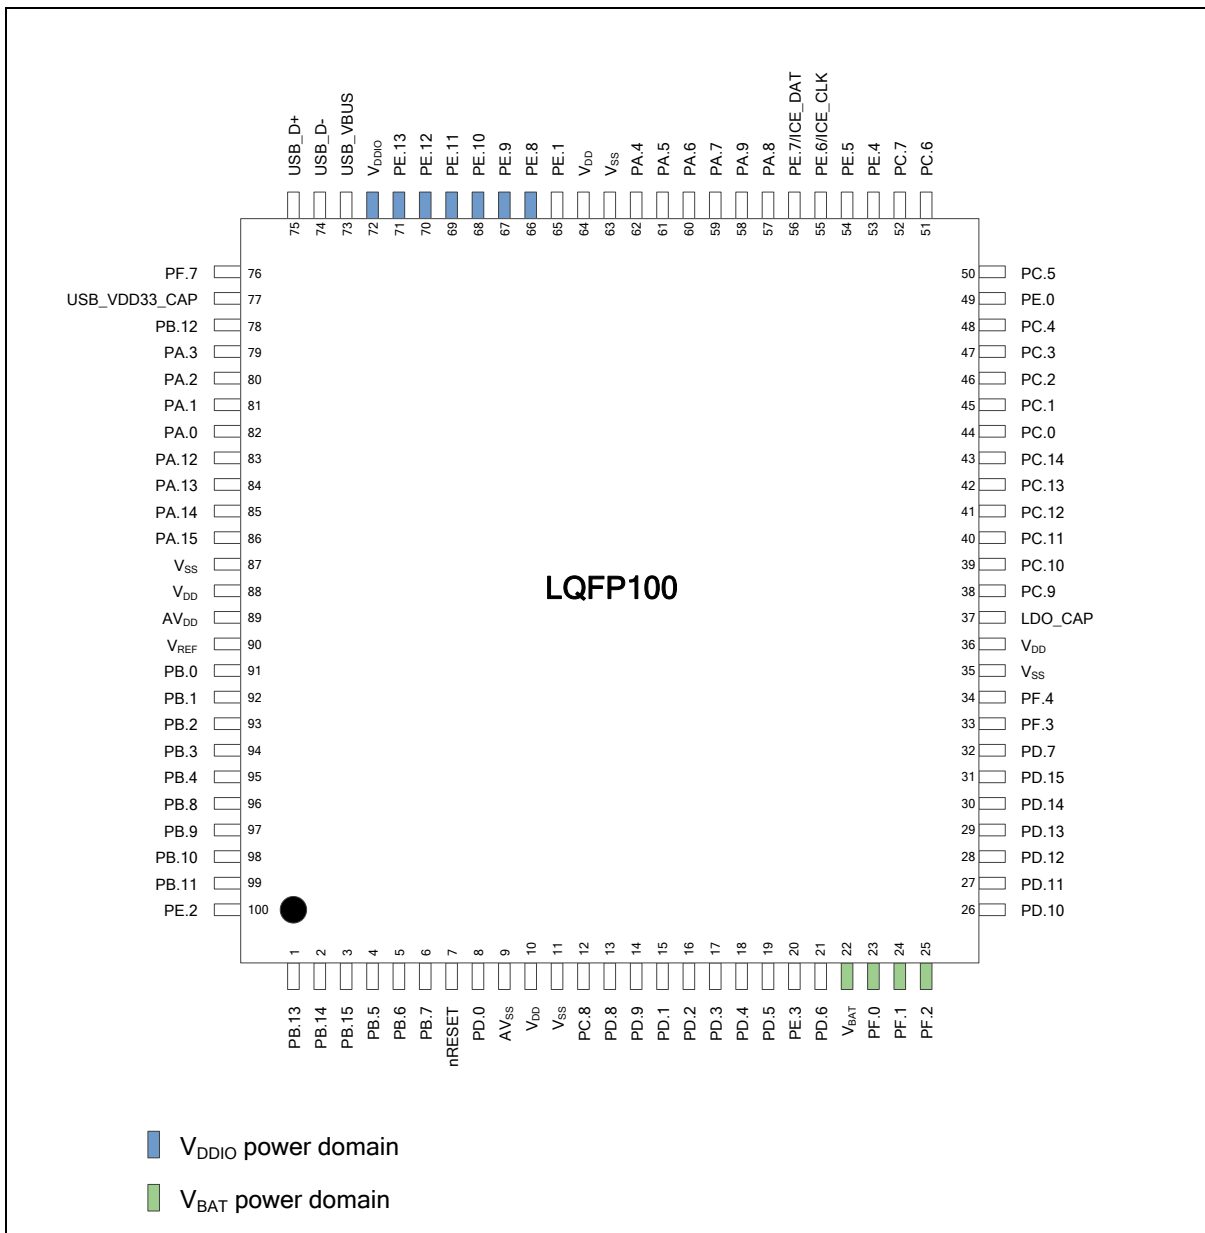 USB_D+
USB_D-
USB_VBUS
VDDIO
PE.13
PE.12
PE.11
PE.10
PE.9
PE.8
PE.1
VDD
VSS
PA.4
PA.5
PA.6
PA.7
PA.9
PA.8
PE.7/ICE_DAT
PE.6/ICE_CLK
PE.5
PE.4
PC.7
PC.6
75 74 73 72 71 70 69 68 67 66 65 64 63 62 61 60 59 58 57 56 55 54 53 52 51
PF.7 76
USB_VDD33_CAP 77
PB.12 78
PA.3 79
PA.2 80
PA.1 81
PA.0 82
PA.12 83
PA.13 84
PA.14 85
PA.15 86
VSS 87
VDD 88
AVDD 89
VREF 90
PB.0 91
PB.1 92
PB.2 93
PB.3 94
PB.4 95
PB.8 96
PB.9 97
PB.10 98
PB.11 99
PE.2 100
LQFP100
50 PC.5
49 PE.0
48 PC.4
47 PC.3
46 PC.2
45 PC.1
44 PC.0
43 PC.14
42 PC.13
41 PC.12
40 PC.11
39 PC.10
38 PC.9
37 LDO_CAP
36 VDD
35 VSS
34 PF.4
33 PF.3
32 PD.7
31 PD.15
30 PD.14
29 PD.13
28 PD.12
27 PD.11
26 PD.10
1 2 3 4 5 6 7 8 9 10 11 12 13 14 15 16 17 18 19 20 21 22 23 24 25
PB.13
PB.14
PB.15
PB.5
PB.6
PB.7
nRESET
PD.0
AVSS
VDD
VSS
PC.8
PD.8
PD.9
PD.1
PD.2
PD.3
PD.4
PD.5
PE.3
PD.6
VBAT
PF.0
PF.1
PF.2
VDDIO power domain
VBAT power domain